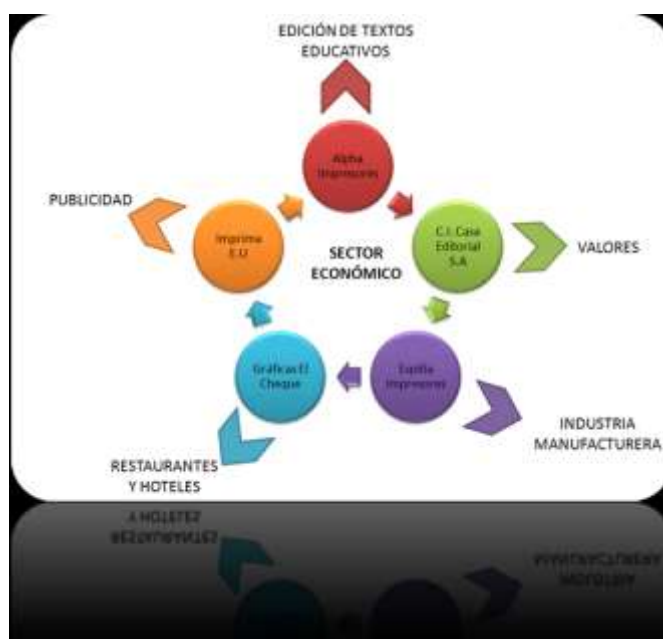 EDICIÓN DE TEXTOS
EDUCATIVOS
Alpha
Impresores
PUBLICIDAD
Imprima
E.U
SECTOR
ECONÓMICO
C.I. Casa
Editorial
S.A
VALORES
Gráficas El
Cheque
Impresores
INDUSTRIA
MANUFACTURERA
RESTAURANTES
Y HOTELES